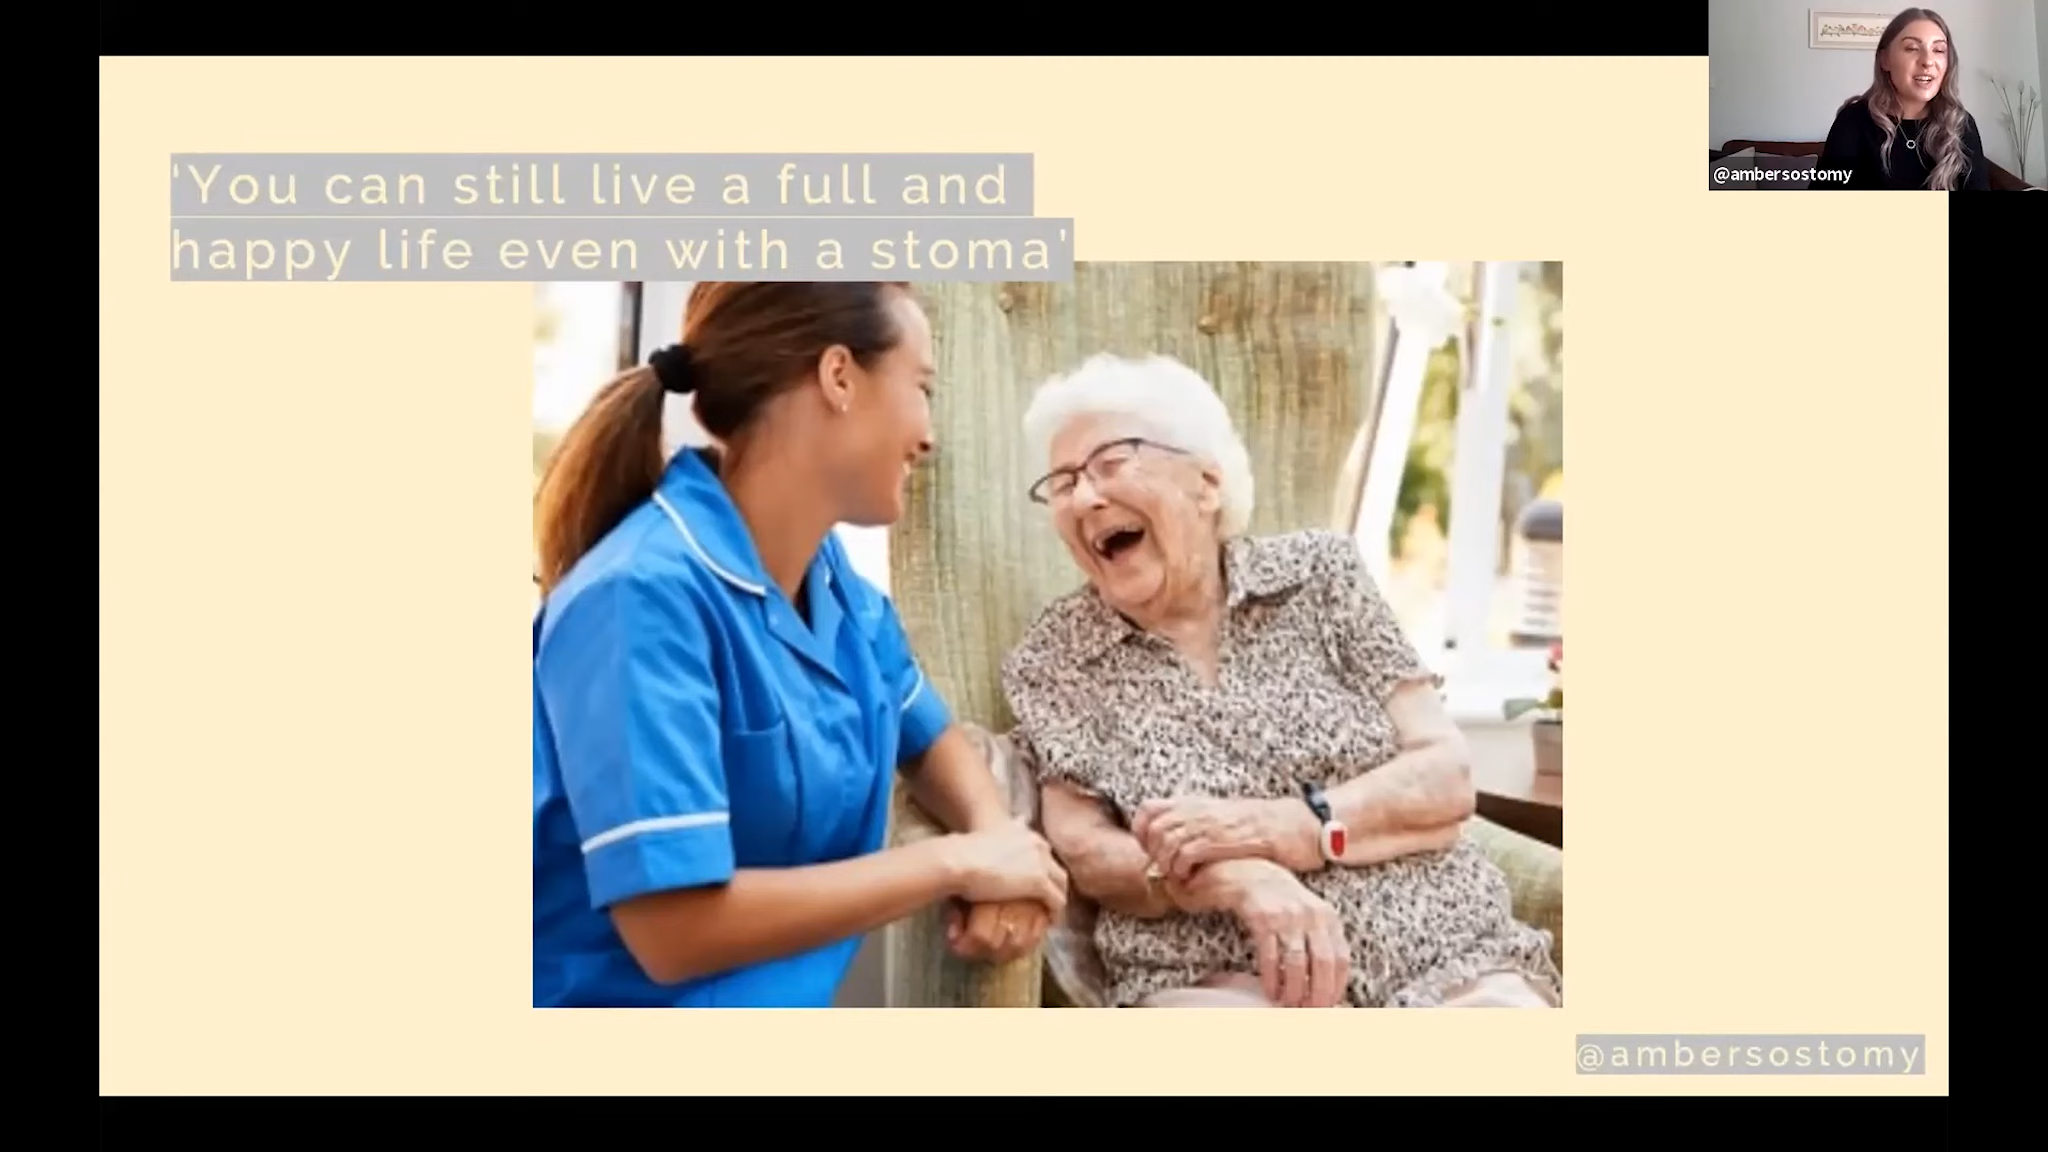 @ambersostomy
‘You can still live a full and
happy life even with a stoma’
@ambersostomy